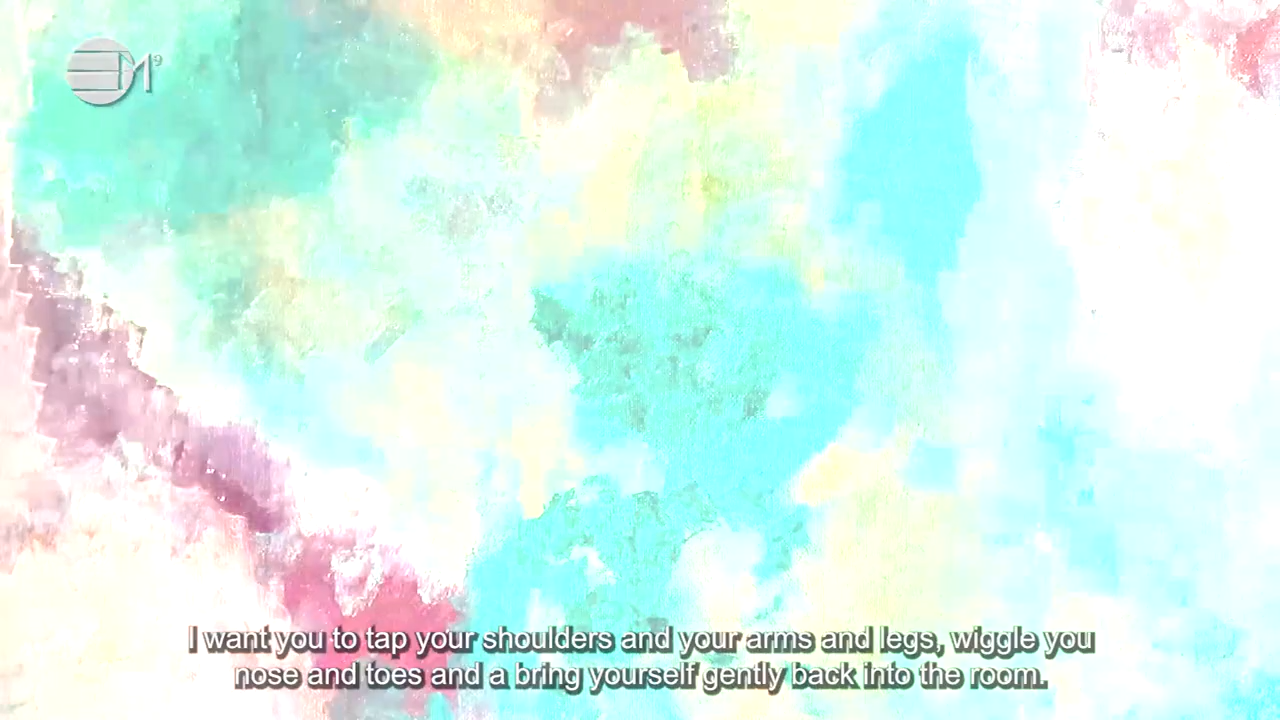 EM9
I want you to tap your shoulders and your arms and legs, wiggle you
nose and toes and a bring yourself gently back into the room.